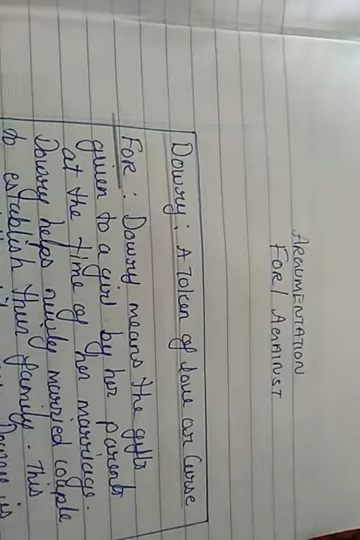 ARGUMENTATION
FOR / AGAINST
Dowry : A Token of love or Curse
For : Dowry means the gifts
given to a girl by her parents
at the time of her marriage.
Dowry helps newly married couple
to establish their family. This